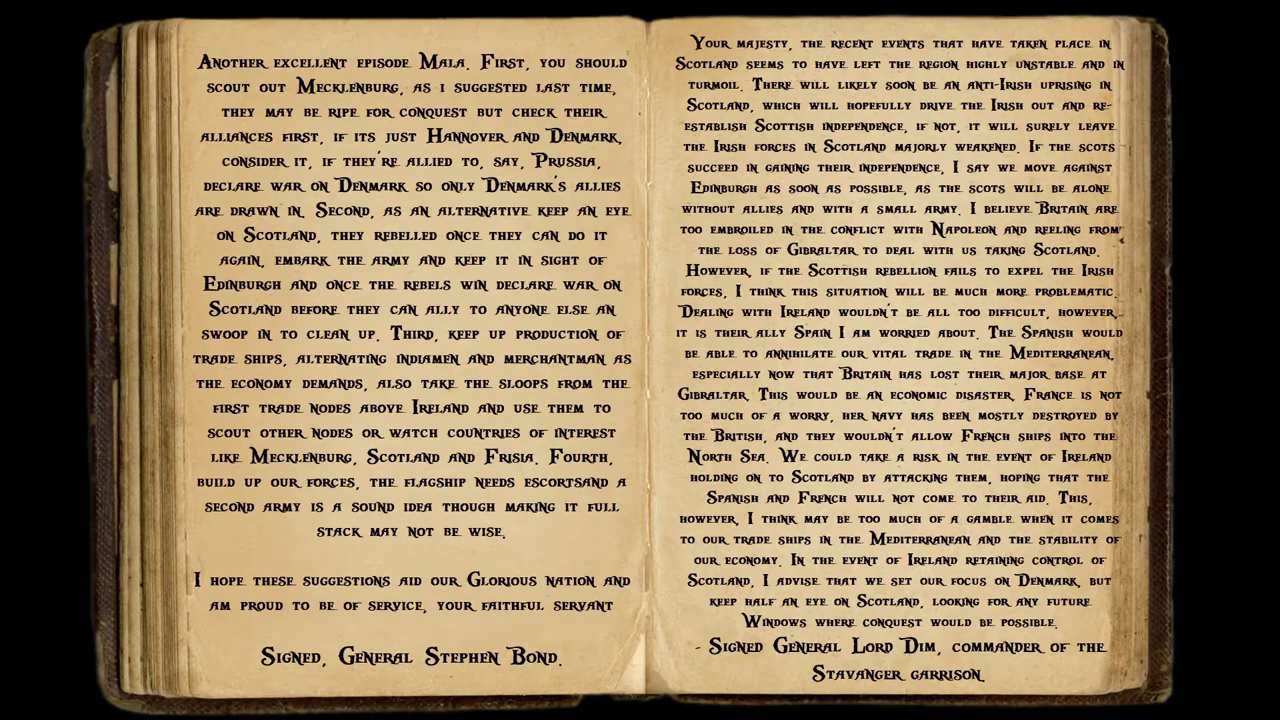 Another excellent episode Mala. First, you should
scout out Mecklenburg, as i suggested last time,
they may be ripe for conquest but check their
alliances first, if its just Hannover and Denmark,
consider it, if they're allied to, say, Prussia,
declare war on Denmark so only Denmark's allies
are drawn in. Second, as an alternative keep an eye
on Scotland, they rebelled once they can do it
again, embark the army and keep it in sight of
Edinburgh and once the rebels win declare war on
Scotland before they can ally to anyone else an
swoop in to clean up. Third, keep up production of
trade ships, alternating indiamen and merchantman as
the economy demands, also take the sloops from the
first trade nodes above Ireland and use them to
scout other nodes or watch countries of interest
like Mecklenburg, Scotland and Frisia. Fourth,
build up our forces, the flagship needs escortsand a
second army is a sound idea though making it full
stack may not be wise.
I hope these suggestions aid our Glorious nation and
am proud to be of service, your faithful servant
Signed, General Stephen Bond.
Your majesty, the recent events that have taken place in
Scotland seems to have left the region highly unstable and in
turmoil. There will likely soon be an anti-Irish uprising in
Scotland, which will hopefully drive the Irish out and re-
establish Scottish independence, if not, it will surely leave
the Irish forces in Scotland majorly weakened. If the Scots
succeed in gaining their independence, I say we move against
Edinburgh as soon as possible, as the Scots will be alone
without allies and with a small army. I believe Britain are
too embroiled in the conflict with Napoleon and reeling from
the loss of Gibraltar to deal with us taking Scotland.
However, if the Scottish rebellion fails to expel the Irish
forces, I think this situation will be much more problematic.
Dealing with Ireland wouldn't be all too difficult, however,
it is their ally Spain I am worried about. The Spanish would
be able to annihilate our vital trade in the Mediterranean,
especially now that Britain has lost their major base at
Gibraltar. This would be an economic disaster. France is not
too much of a worry, her navy has been mostly destroyed by
the British, and they wouldn't allow French ships into the
North Sea. We could take a risk in the event of Ireland
holding on to Scotland by attacking them, hoping that the
Spanish and French will not come to their aid. This,
however, I think may be too much of a gamble when it comes
to our trade ships in the Mediterranean and the stability of
our economy. In the event of Ireland retaining control of
Scotland, I advise that we set our focus on Denmark, but
keep half an eye on Scotland, looking for any future
Windows where conquest would be possible.
- Signed General Lord Dim, commander of the
Stavanger garrison.